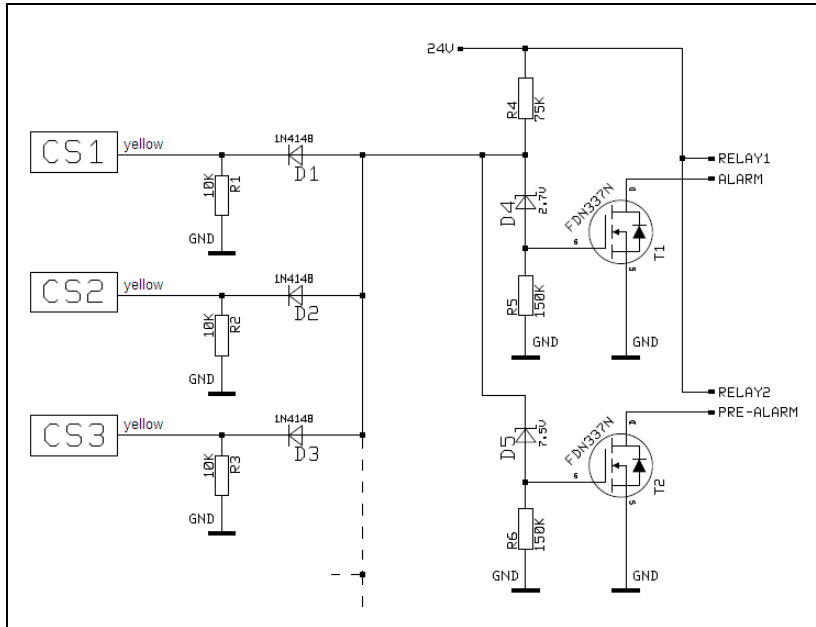 24V
R4
75K
CS1
yellow
1N4148
D1
10K
R1
GND
RELAY1
ALARM
D4
2.7V
FDN337N
D
G
S
T1
R5
150K
GND
GND
CS2
yellow
1N4148
D2
10K
R2
GND
RELAY2
PRE-ALARM
CS3
yellow
1N4148
D3
10K
R3
GND
D5
7.5V
FDN337N
D
G
S
T2
R6
150K
GND
GND